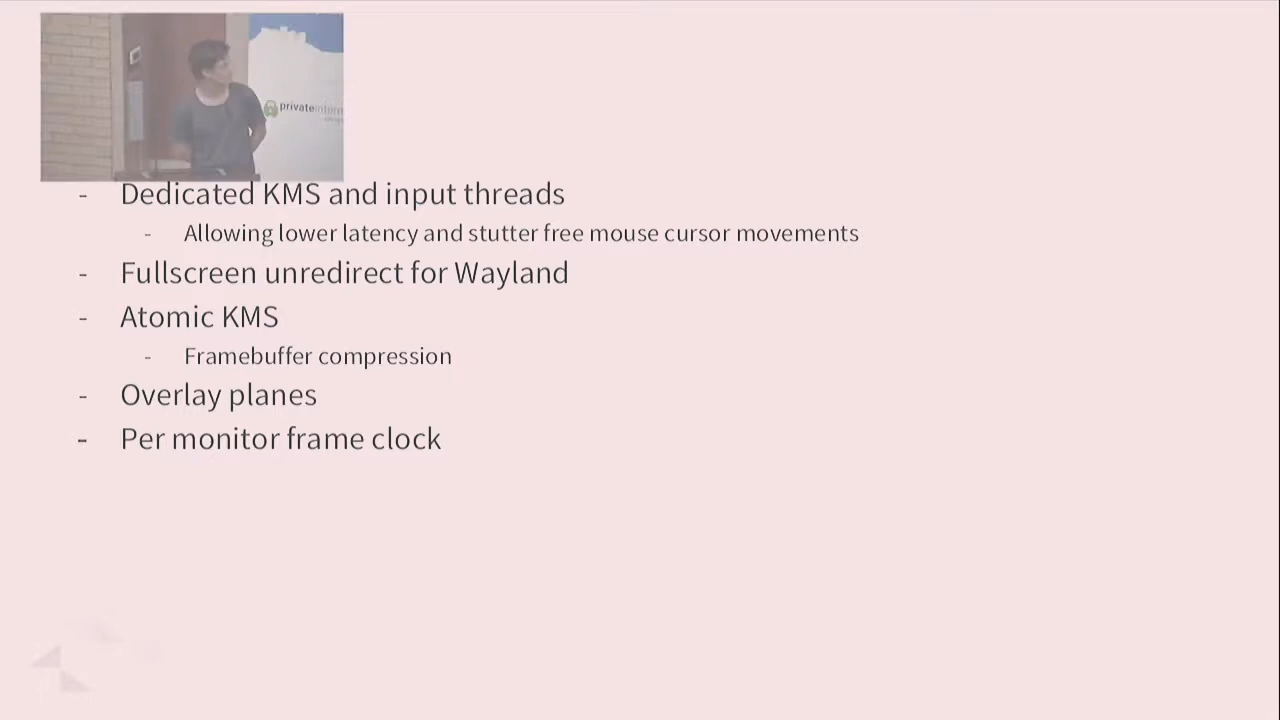 private
- Dedicated KMS and input threads
- Allowing lower latency and stutter free mouse cursor movements
- Fullscreen unredirect for Wayland
- Atomic KMS
- Framebuffer compression
- Overlay planes
- Per monitor frame clock